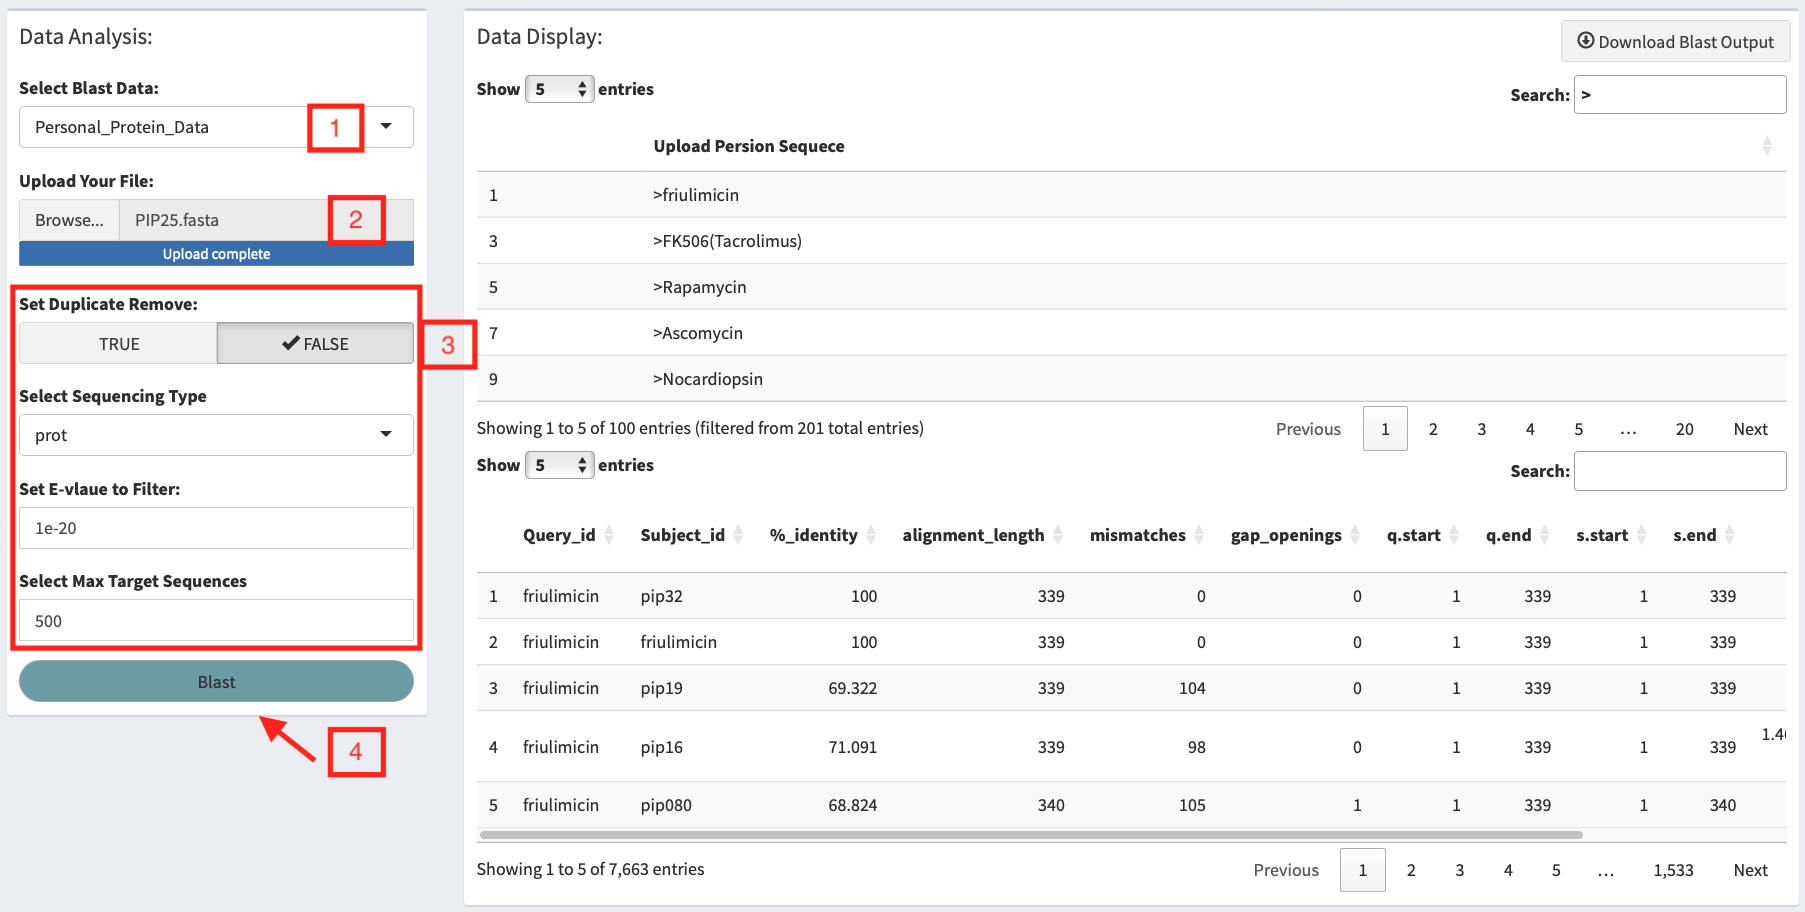 Data Analysis:
Select Blast Data:
Personal_Protein_Data
1
Upload Your File:
Browse... PIP25.fasta
2
Upload complete
Set Duplicate Remove:
TRUE FALSE
3
Select Sequencing Type
prot
Set E-vlaue to Filter:
1e-20
Select Max Target Sequences
500
Blast
4
Data Display:
Download Blast Output
Show 5 entries
Search: >
Upload Persion Sequece
1 >friulimicin
3 >FK506(Tacrolimus)
5 >Rapamycin
7 >Ascomycin
9 >Nocardiopsin
Showing 1 to 5 of 100 entries (filtered from 201 total entries)
Previous 1 2 3 4 5 ... 20 Next
Show 5 entries
Search:
Query_id Subject_id %_identity alignment_length mismatches gap_openings q.start q.end s.start s.end
1 friulimicin pip32 100 339 0 0 1 339 1 339
2 friulimicin friulimicin 100 339 0 0 1 339 1 339
3 friulimicin pip19 69.322 339 104 0 1 339 1 339
4 friulimicin pip16 71.091 339 98 0 1 339 1 339
5 friulimicin pip080 68.824 340 105 1 1 339 1 340
Showing 1 to 5 of 7,663 entries
Previous 1 2 3 4 5 ... 1,533 Next